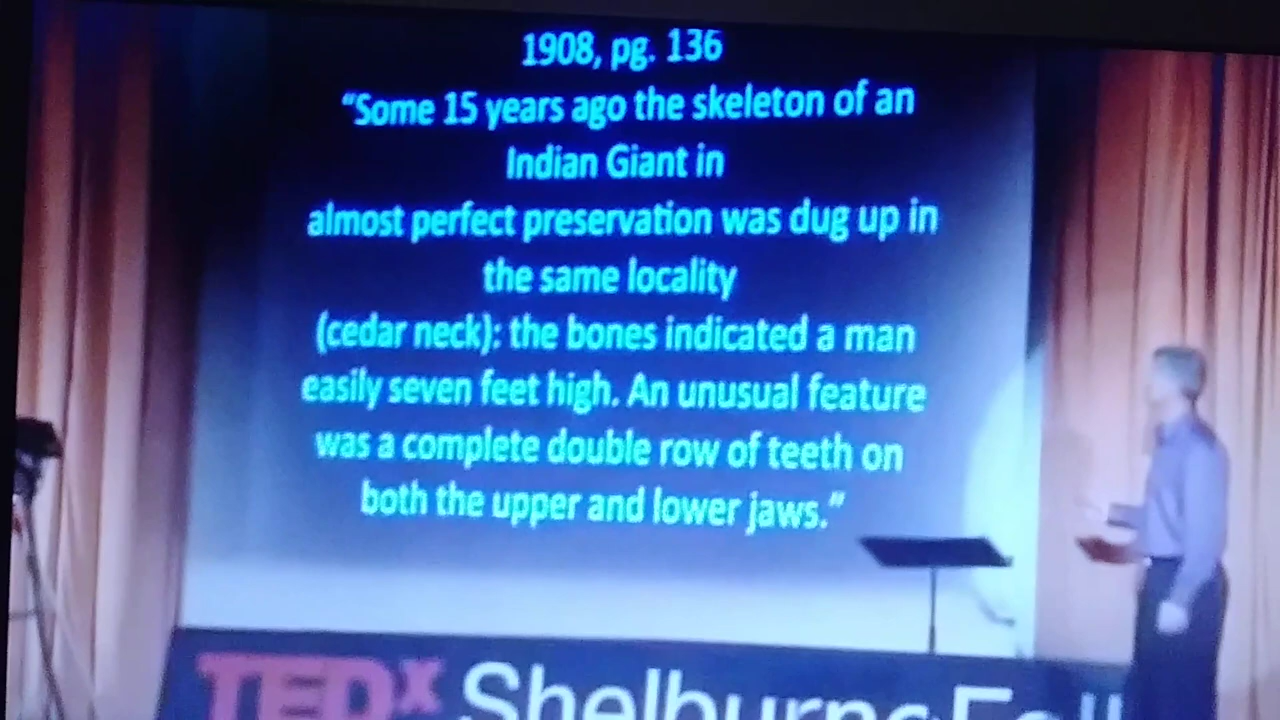 1908, pg. 136
“Some 15 years ago the skeleton of an
Indian Giant in
almost perfect preservation was dug up in
the same locality
(cedar neck): the bones indicated a man
easily seven feet high. An unusual feature
was a complete double row of teeth on
both the upper and lower jaws.”
TEDx Shelburne Fall